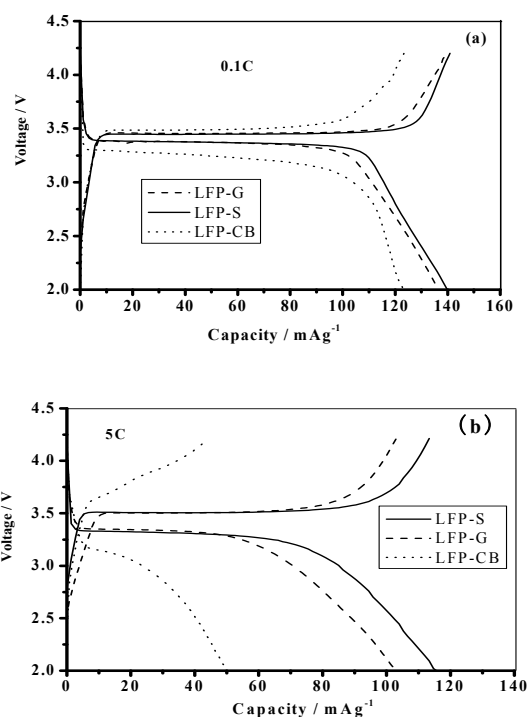 (a)
0.1C
Voltage / V
4.5
4.0
3.5
3.0
2.5
2.0
LFP-G
LFP-S
LFP-CB
0 20 40 60 80 100 120 140 160
Capacity / mAg⁻¹
(b)
5C
Voltage / V
4.5
4.0
3.5
3.0
2.5
2.0
LFP-S
LFP-G
LFP-CB
0 20 40 60 80 100 120 140
Capacity / mAg⁻¹